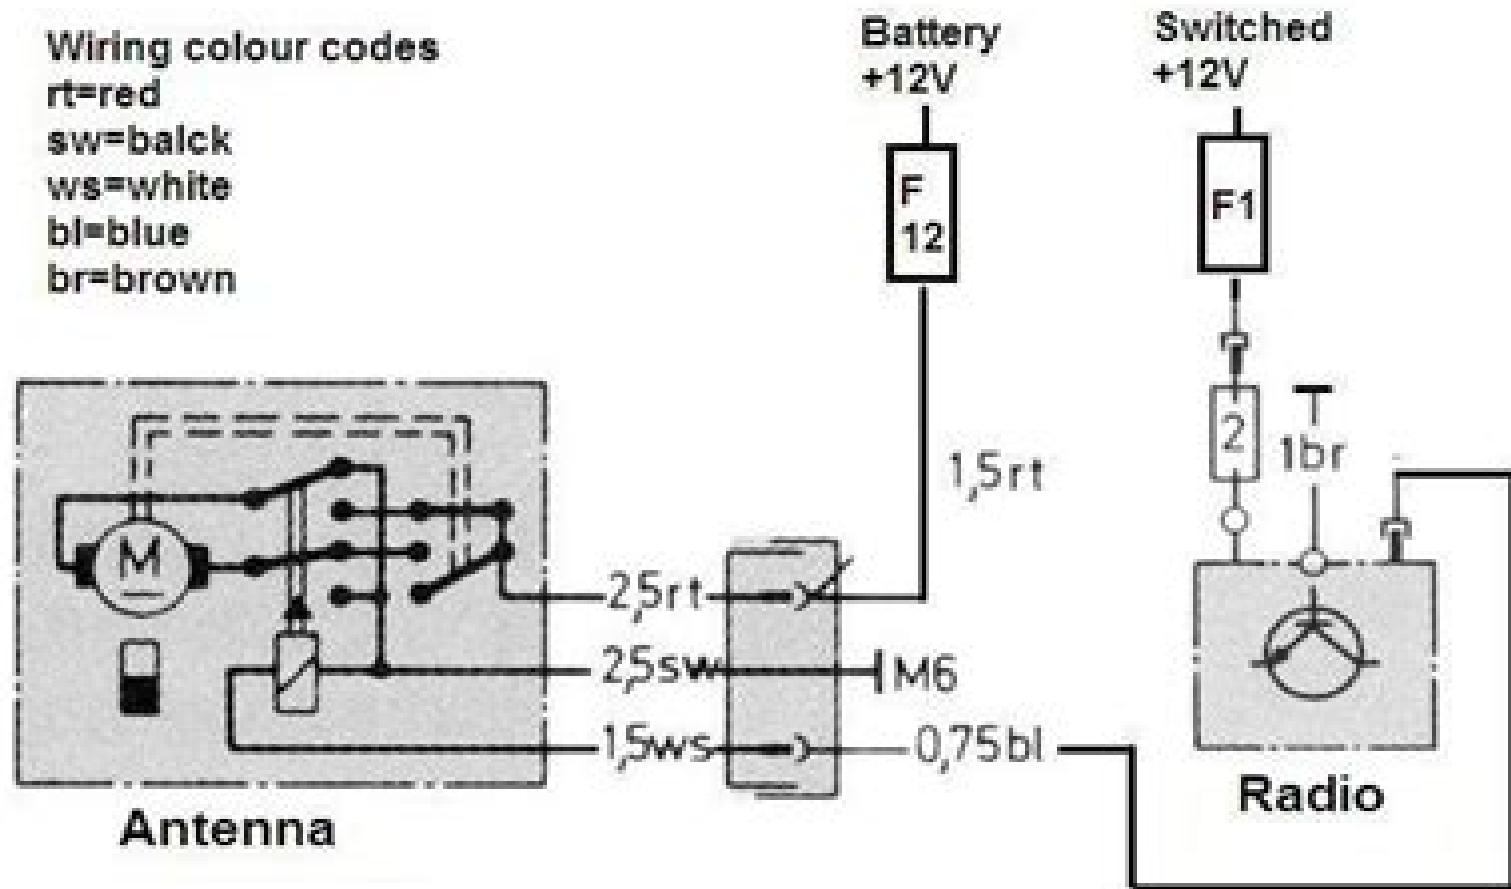 Wiring colour codes
rt=red
sw=balck
ws=white
bl=blue
br=brown
Battery
+12V
Switched
+12V
F
12
F1
2
1br
1,5rt
M
2,5rt
2,5sw
M6
1,5ws
0,75bl
Antenna
Radio